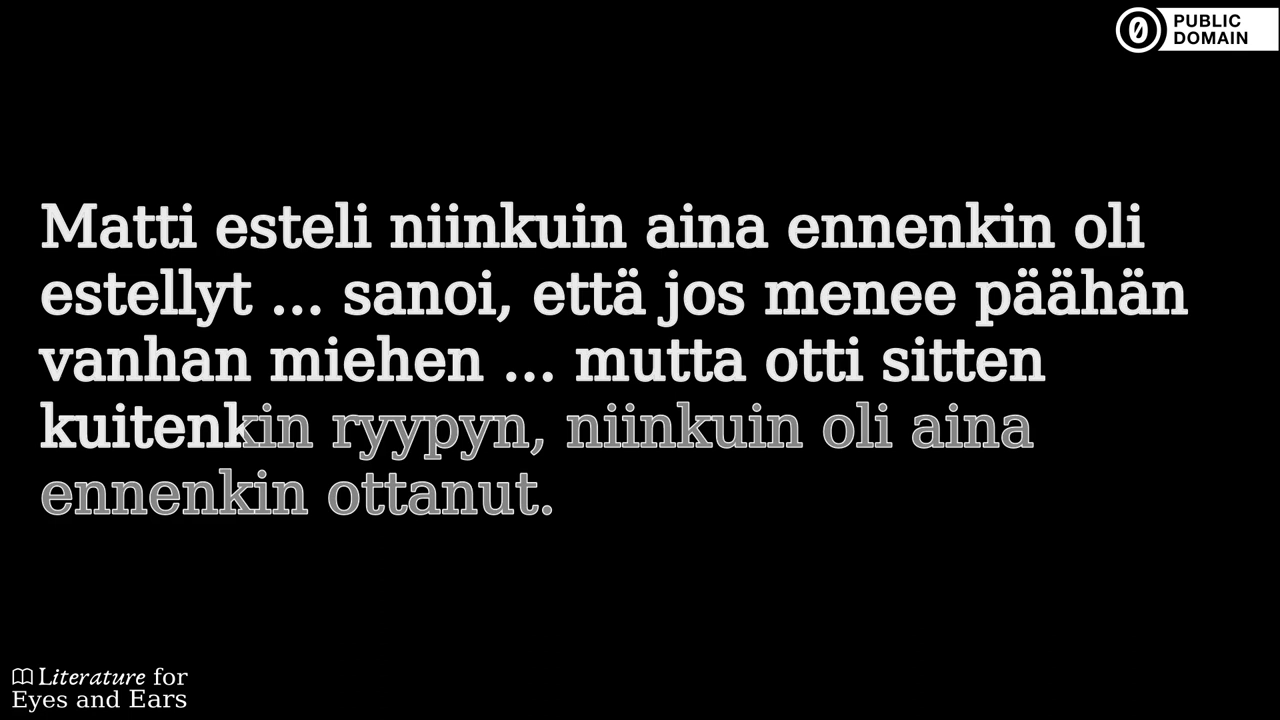 PUBLIC
DOMAIN
Matti esteli niinkuin aina ennenkin oli
estellyt ... sanoi, että jos menee päähän
vanhan miehen ... mutta otti sitten
kuitenkin ryypyn, niinkuin oli aina
ennenkin ottanut.
Literature for
Eyes and Ears